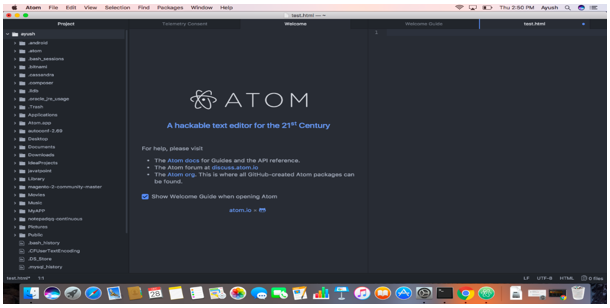 Atom File Edit View Selection Find Packages Window Help
Thu 2:50 PM Ayush
test.html
Project
Telemetry Consent
Welcome
Welcome Guide
test.html
ayush
.android
.atom
.bash_sessions
.cassandra
.composer
.oracle_jre_usage
.Trash
Applications
Atom.app
autoconf-2.69
Desktop
Documents
Downloads
IdeaProjects
javatpoint
Library
magento-2-community-master
Movies
Music
MyAPP
notepadqq-continuous
Pictures
Public
.bash_history
.CFUserTextEncoding
.DS_Store
.mysql_history
1
ATOM
A hackable text editor for the 21st Century
For help, please visit
• The Atom docs for Guides and the API reference.
• The Atom forum at discuss.atom.io
• The Atom org. This is where all GitHub-created Atom packages can
be found.
Show Welcome Guide when opening Atom
atom.io ×
test.html* 1:1
LF UTF-8 HTML 0 files
28